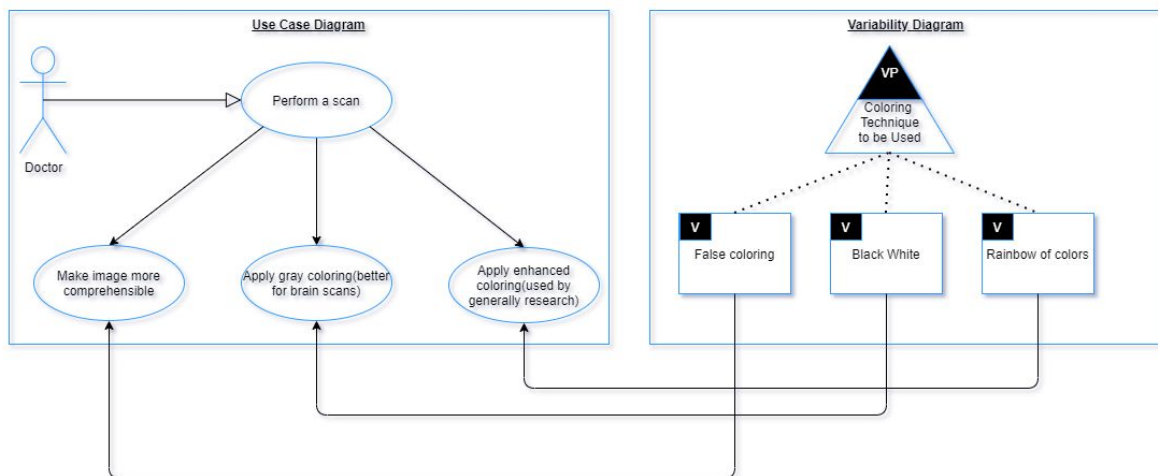 Use Case Diagram
Variability Diagram
VP
Coloring
Technique
to be Used
Perform a scan
Doctor
V
False coloring
V
Black White
V
Rainbow of colors
Make image more
comprehensible
Apply gray coloring(better
for brain scans)
Apply enhanced
coloring(used by
generally research)